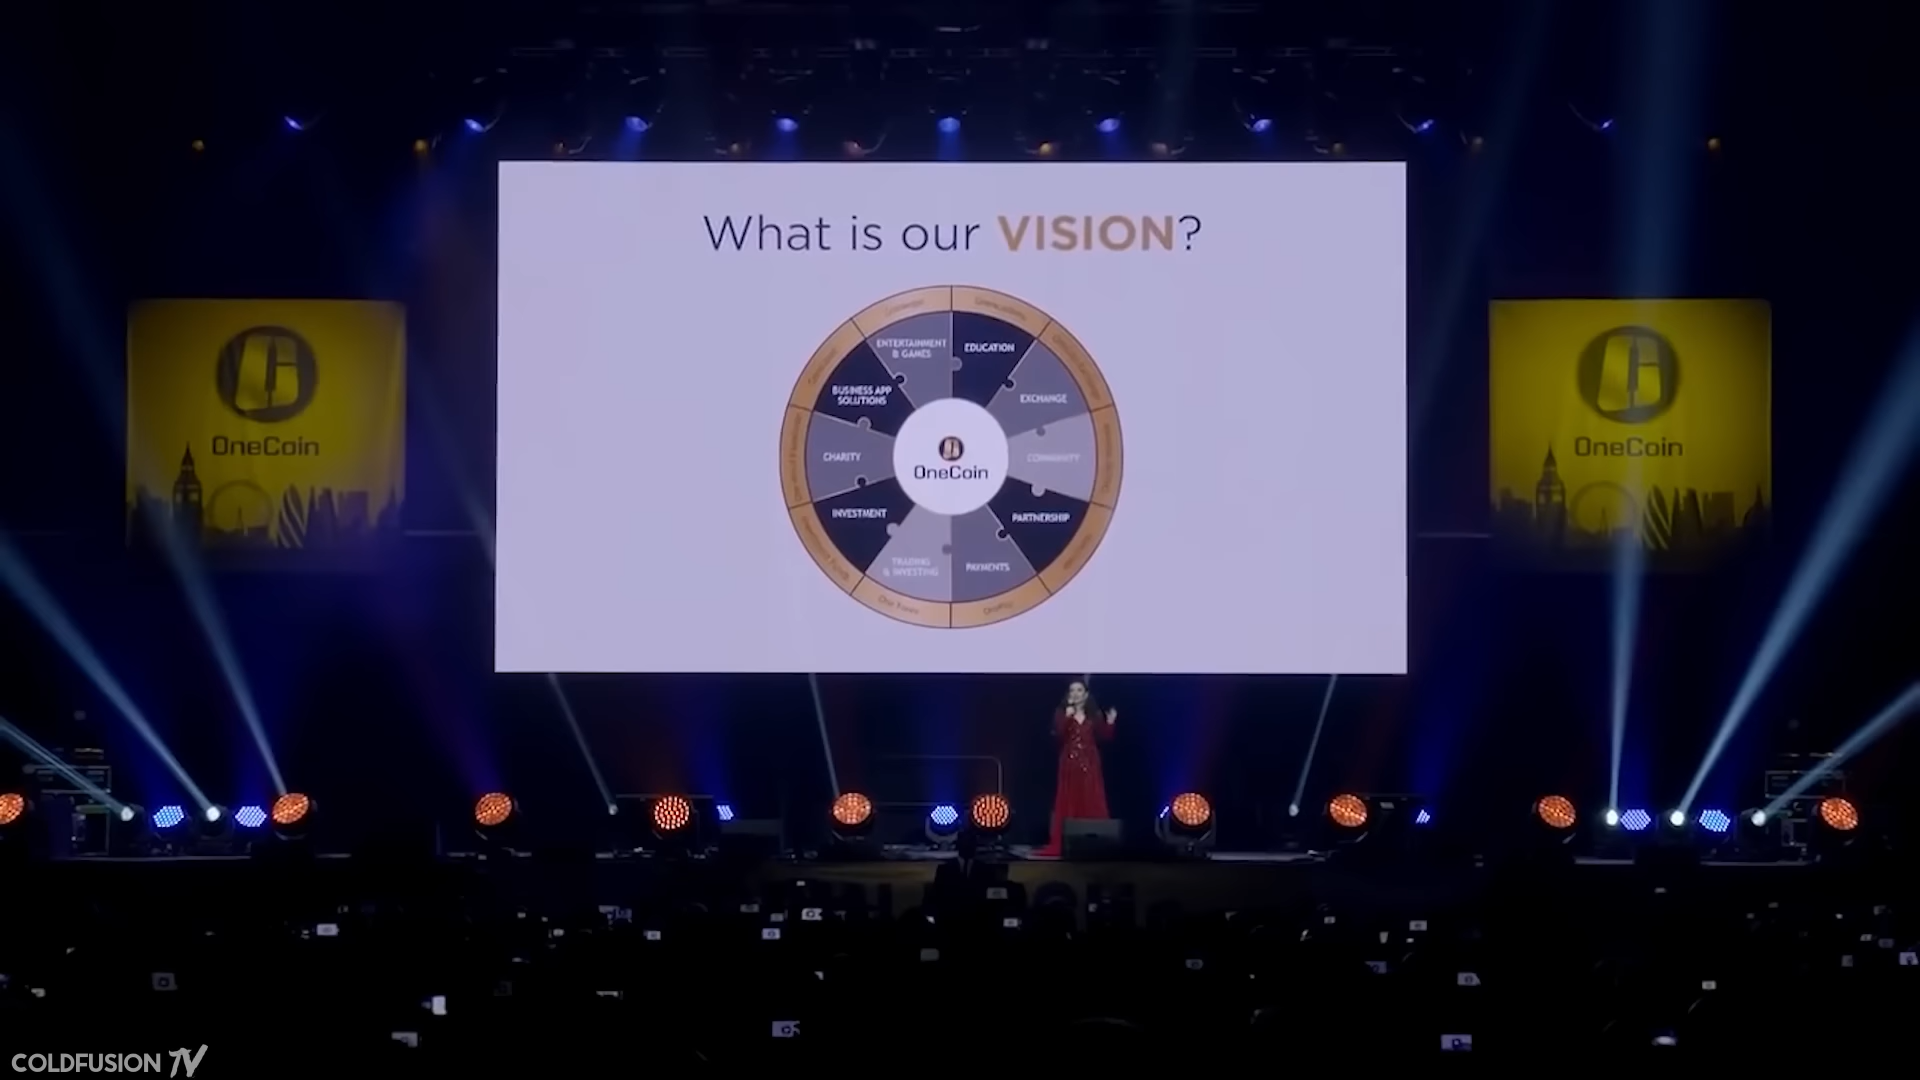 What is our VISION?
ENTERTAINMENT
& GAMES
EDUCATION
BUSINESS APP
SOLUTIONS
EXCHANGE
CHARITY
COMMUNITY
INVESTMENT
PARTNERSHIP
TRADING
& INVESTING
PAYMENTS
OneCoin
OneCoin
OneCoin
COLDFUSION TV